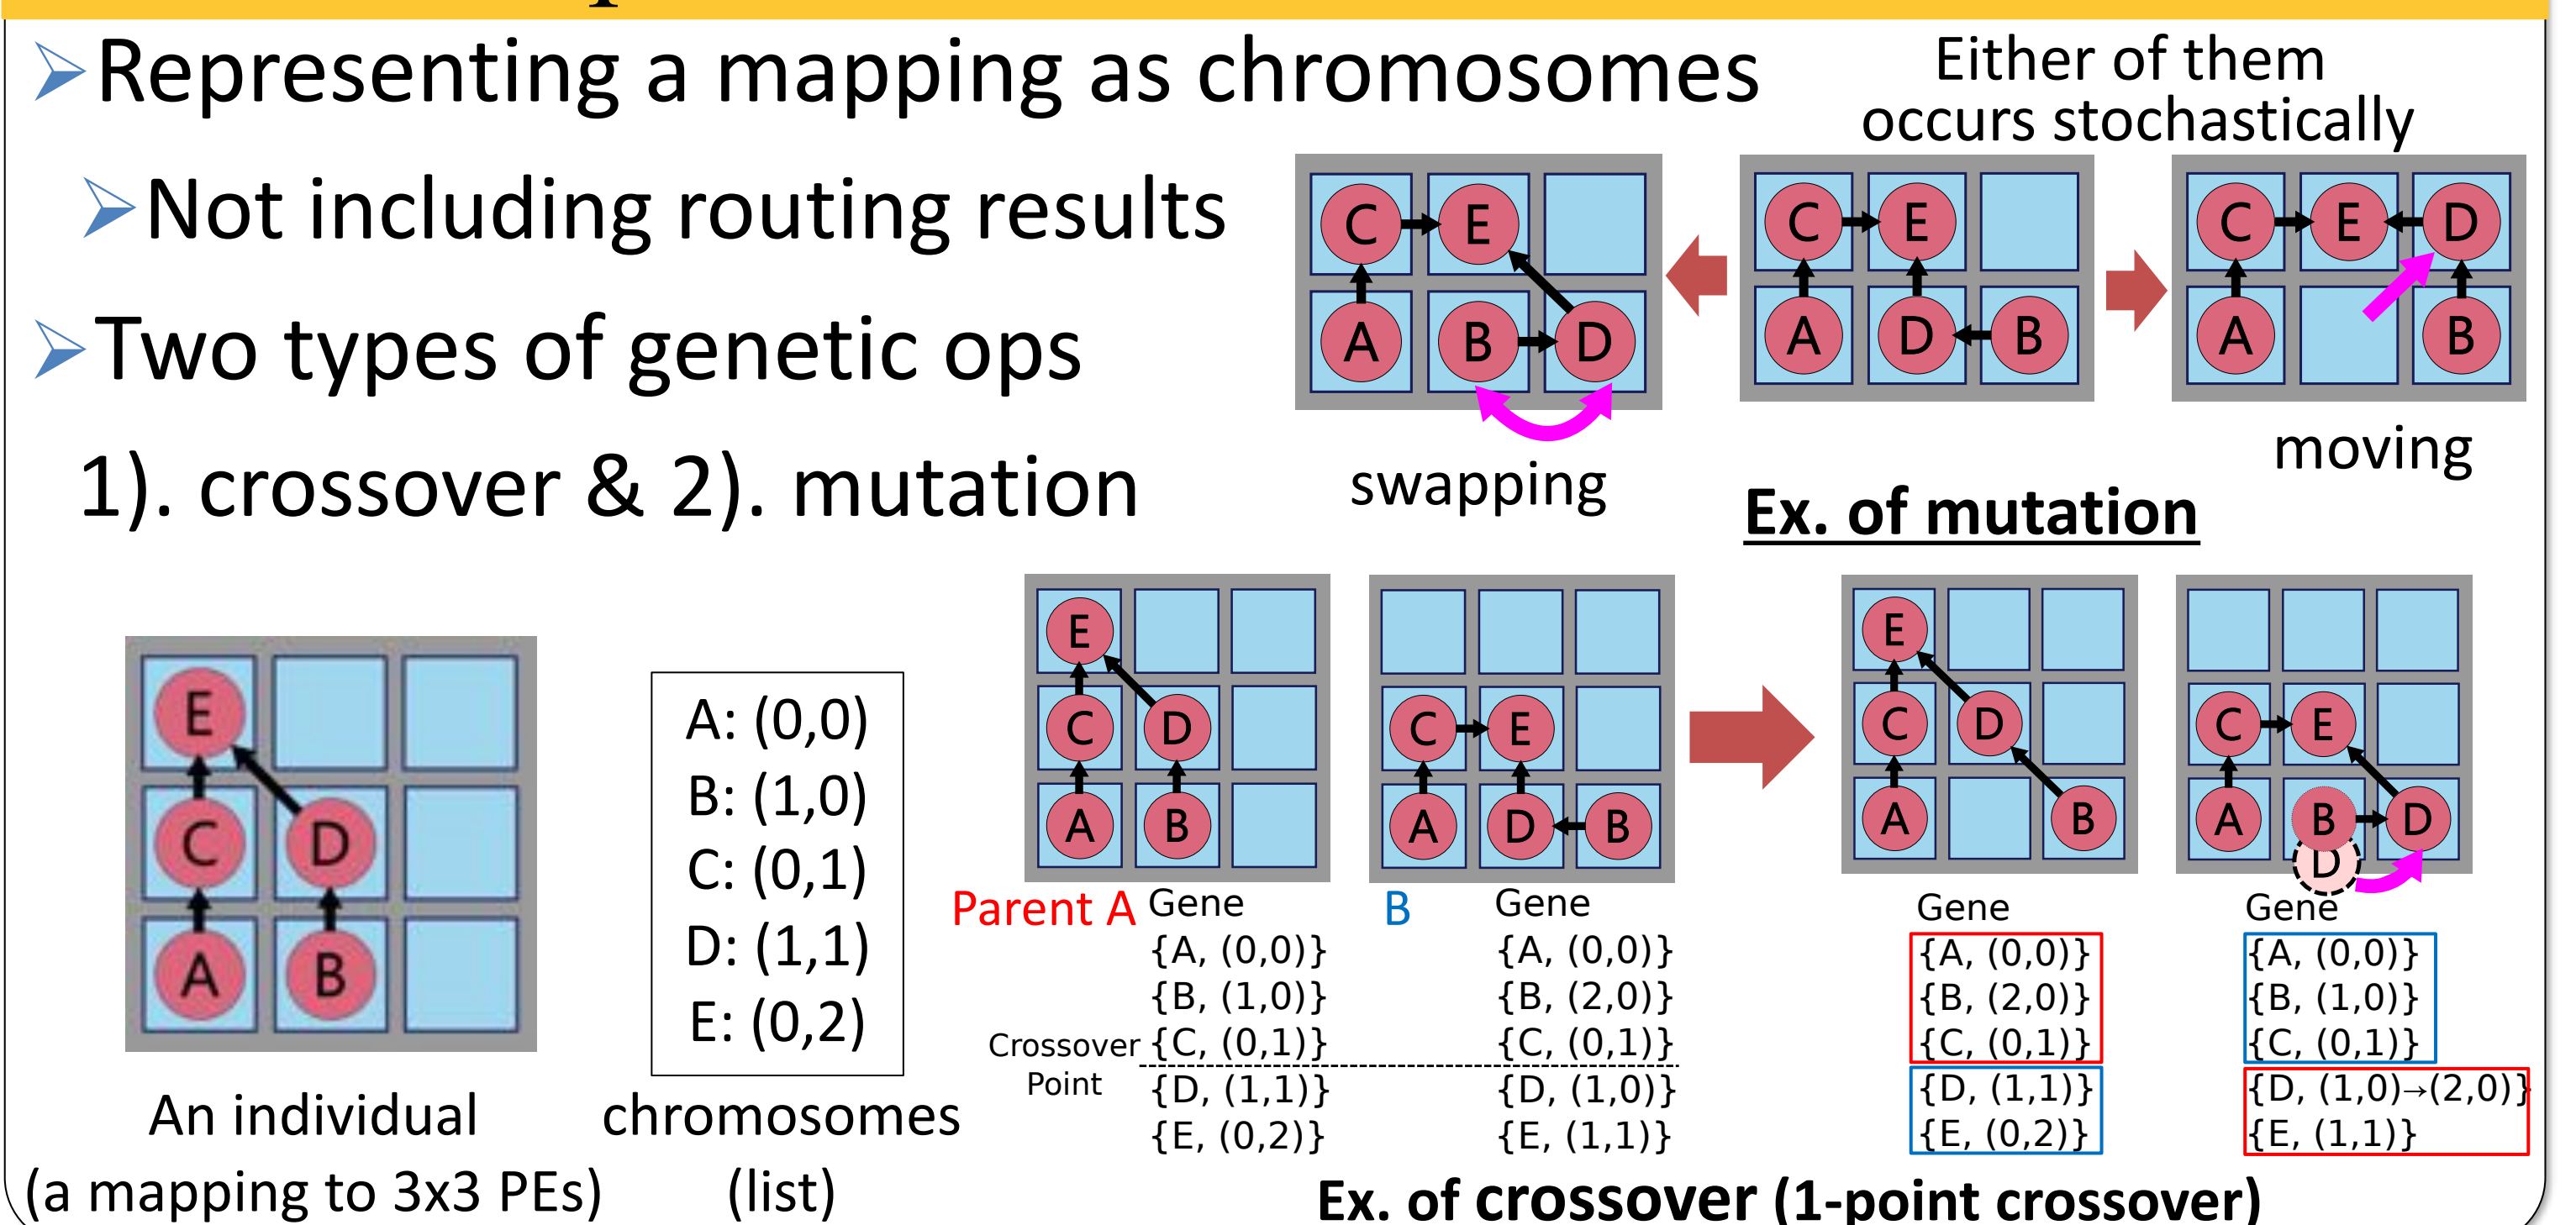 Representing a mapping as chromosomes
Not including routing results
Two types of genetic ops
1). crossover & 2). mutation
Either of them
occurs stochastically
C E
A B D
swapping
C E
A D B
C E D
A B
moving
Ex. of mutation
E
C D
A B
An individual
(a mapping to 3x3 PEs)
A: (0,0)
B: (1,0)
C: (0,1)
D: (1,1)
E: (0,2)
chromosomes
(list)
E
C D
A B
Parent A
Gene
{A, (0,0)}
{B, (1,0)}
{C, (0,1)}
Crossover
Point
{D, (1,1)}
{E, (0,2)}
C E
A D B
B
Gene
{A, (0,0)}
{B, (2,0)}
{C, (0,1)}
{D, (1,0)}
{E, (1,1)}
E
C D
A B
Gene
{A, (0,0)}
{B, (2,0)}
{C, (0,1)}
{D, (1,1)}
{E, (0,2)}
C E
A B D
D
Gene
{A, (0,0)}
{B, (1,0)}
{C, (0,1)}
{D, (1,0)→(2,0)}
{E, (1,1)}
Ex. of crossover (1-point crossover)